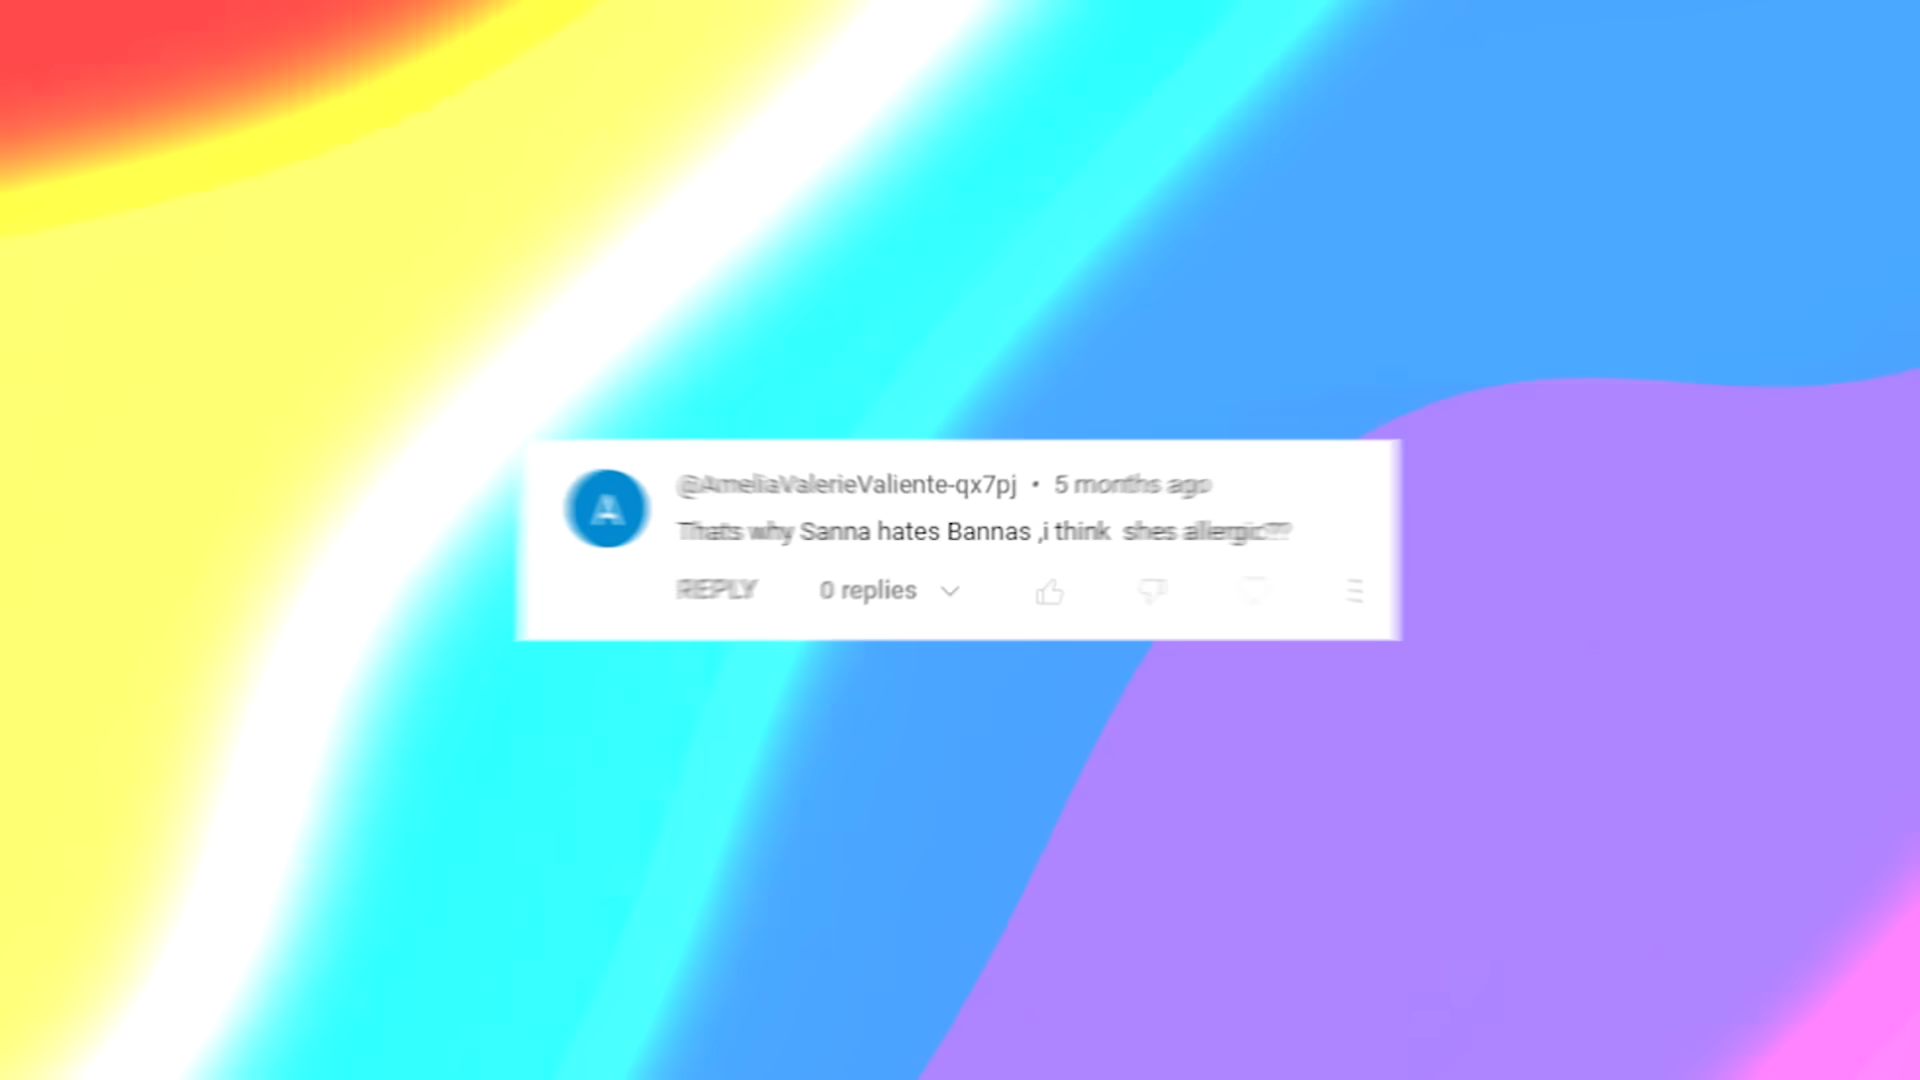 A
@AmeliaValerieValiente-qx7pj • 5 months ago
Thats why Sanna hates Bannas ,i think shes allergic??
REPLY 0 replies